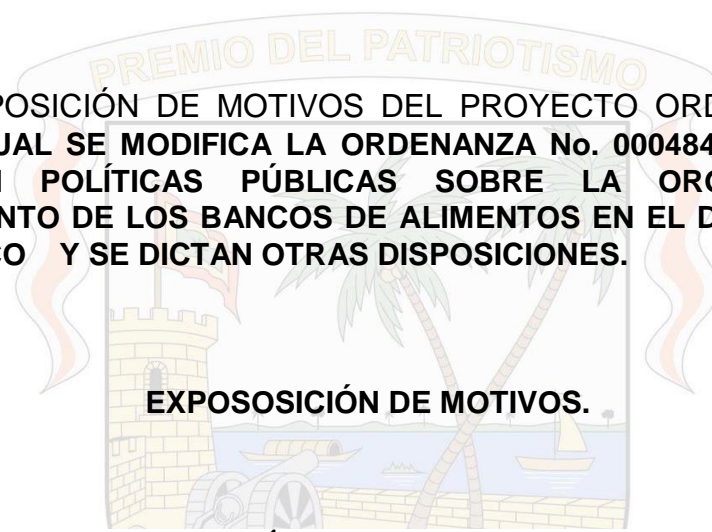 PREMIO DEL PATRIOTISMO
POSICIÓN DE MOTIVOS DEL PROYECTO ORD
UAL SE MODIFICA LA ORDENANZA No. 000484
POLÍTICAS PÚBLICAS SOBRE LA ORG
NTO DE LOS BANCOS DE ALIMENTOS EN EL D
CO Y SE DICTAN OTRAS DISPOSICIONES.
EXPOSOSICIÓN DE MOTIVOS.